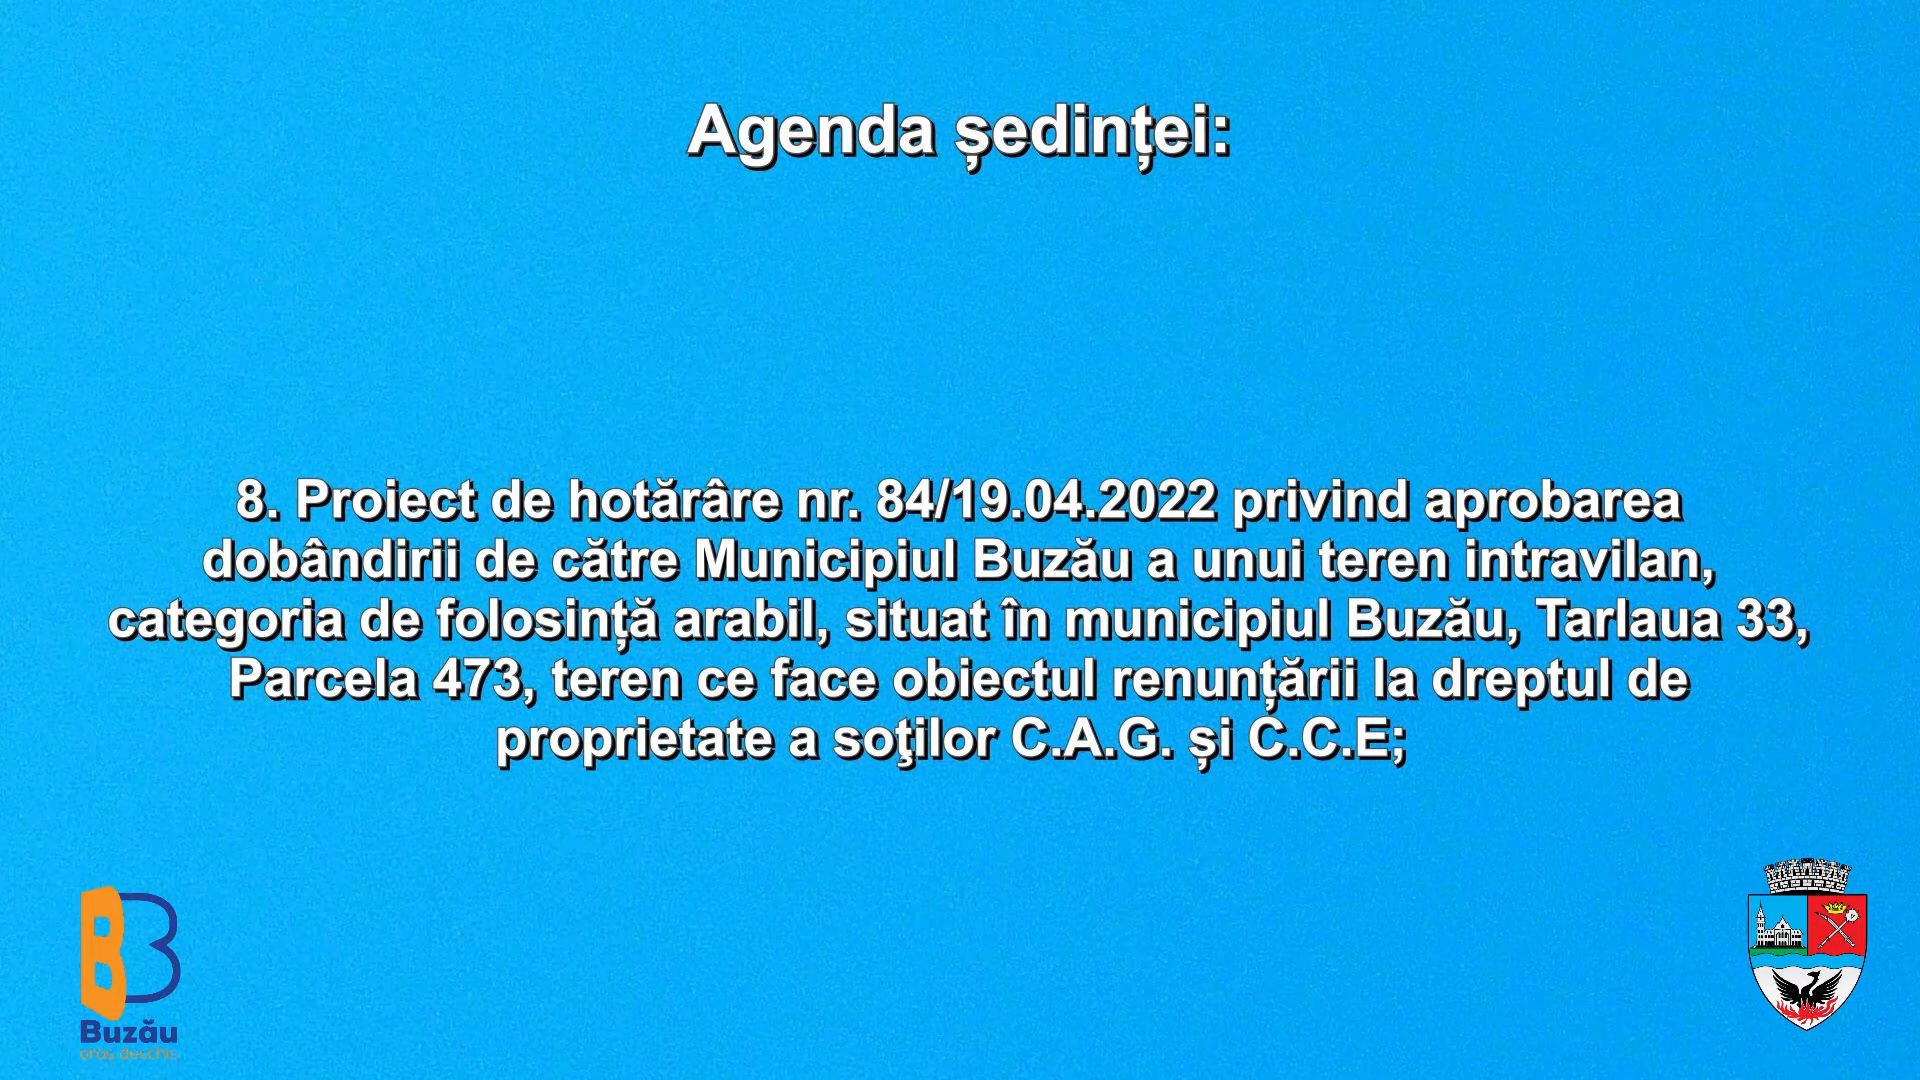 Agenda ședinței:
8. Proiect de hotărâre nr. 84/19.04.2022 privind aprobarea
dobândirii de către Municipiul Buzău a unui teren intravilan,
categoria de folosință arabil, situat în municipiul Buzău, Tarlaua 33,
Parcela 473, teren ce face obiectul renunțării la dreptul de
proprietate a soţilor C.A.G. și C.C.E;
Buzău
oraș deschis.